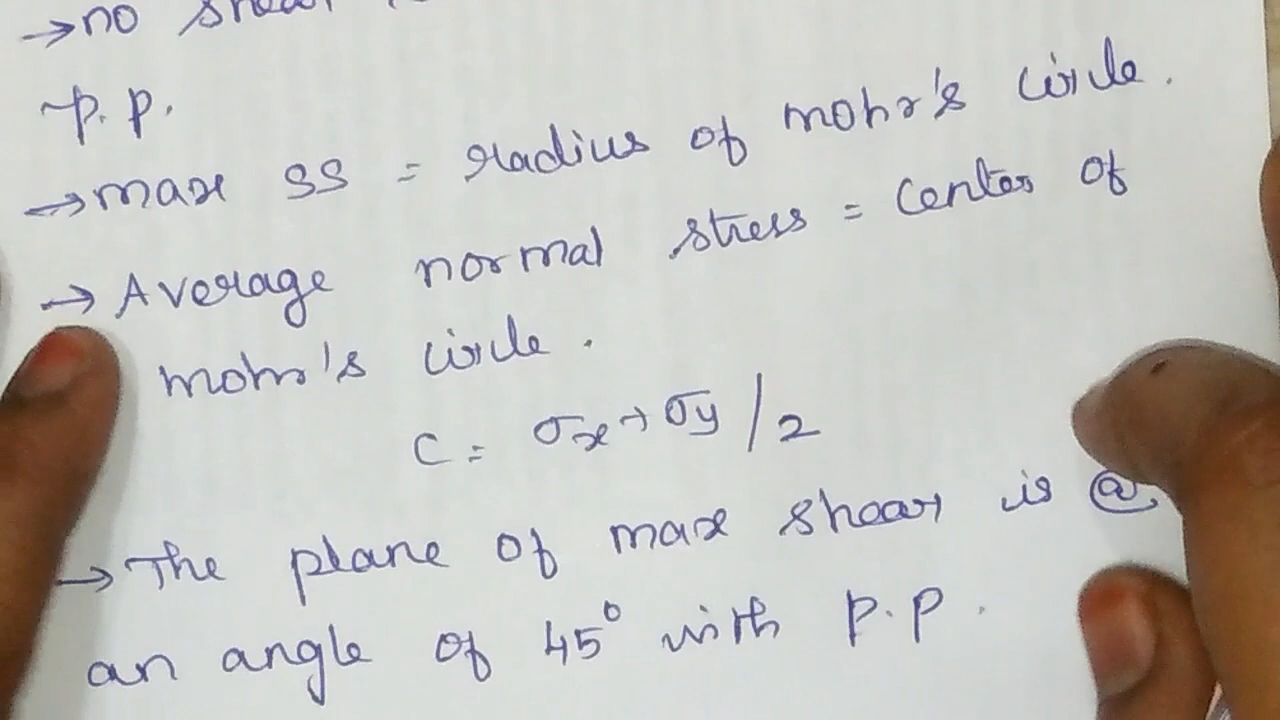 →no shear
p.p.
→max ss = radius of mohr's circle.
→ Average normal stress = center of
mohr's circle.
C = σx + σy / 2
→ The plane of max shear is @
an angle of 45° with p.p.